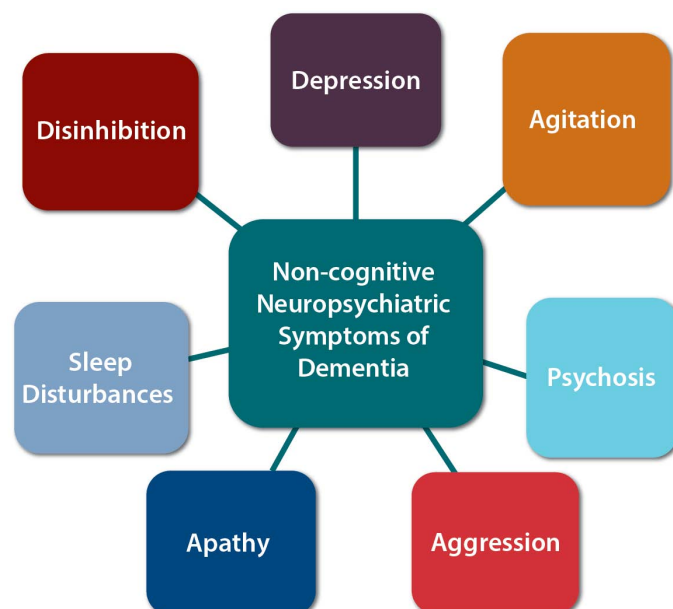 Depression
Disinhibition
Agitation
Non-cognitive
Neuropsychiatric
Symptoms of
Dementia
Sleep
Disturbances
Psychosis
Apathy
Aggression